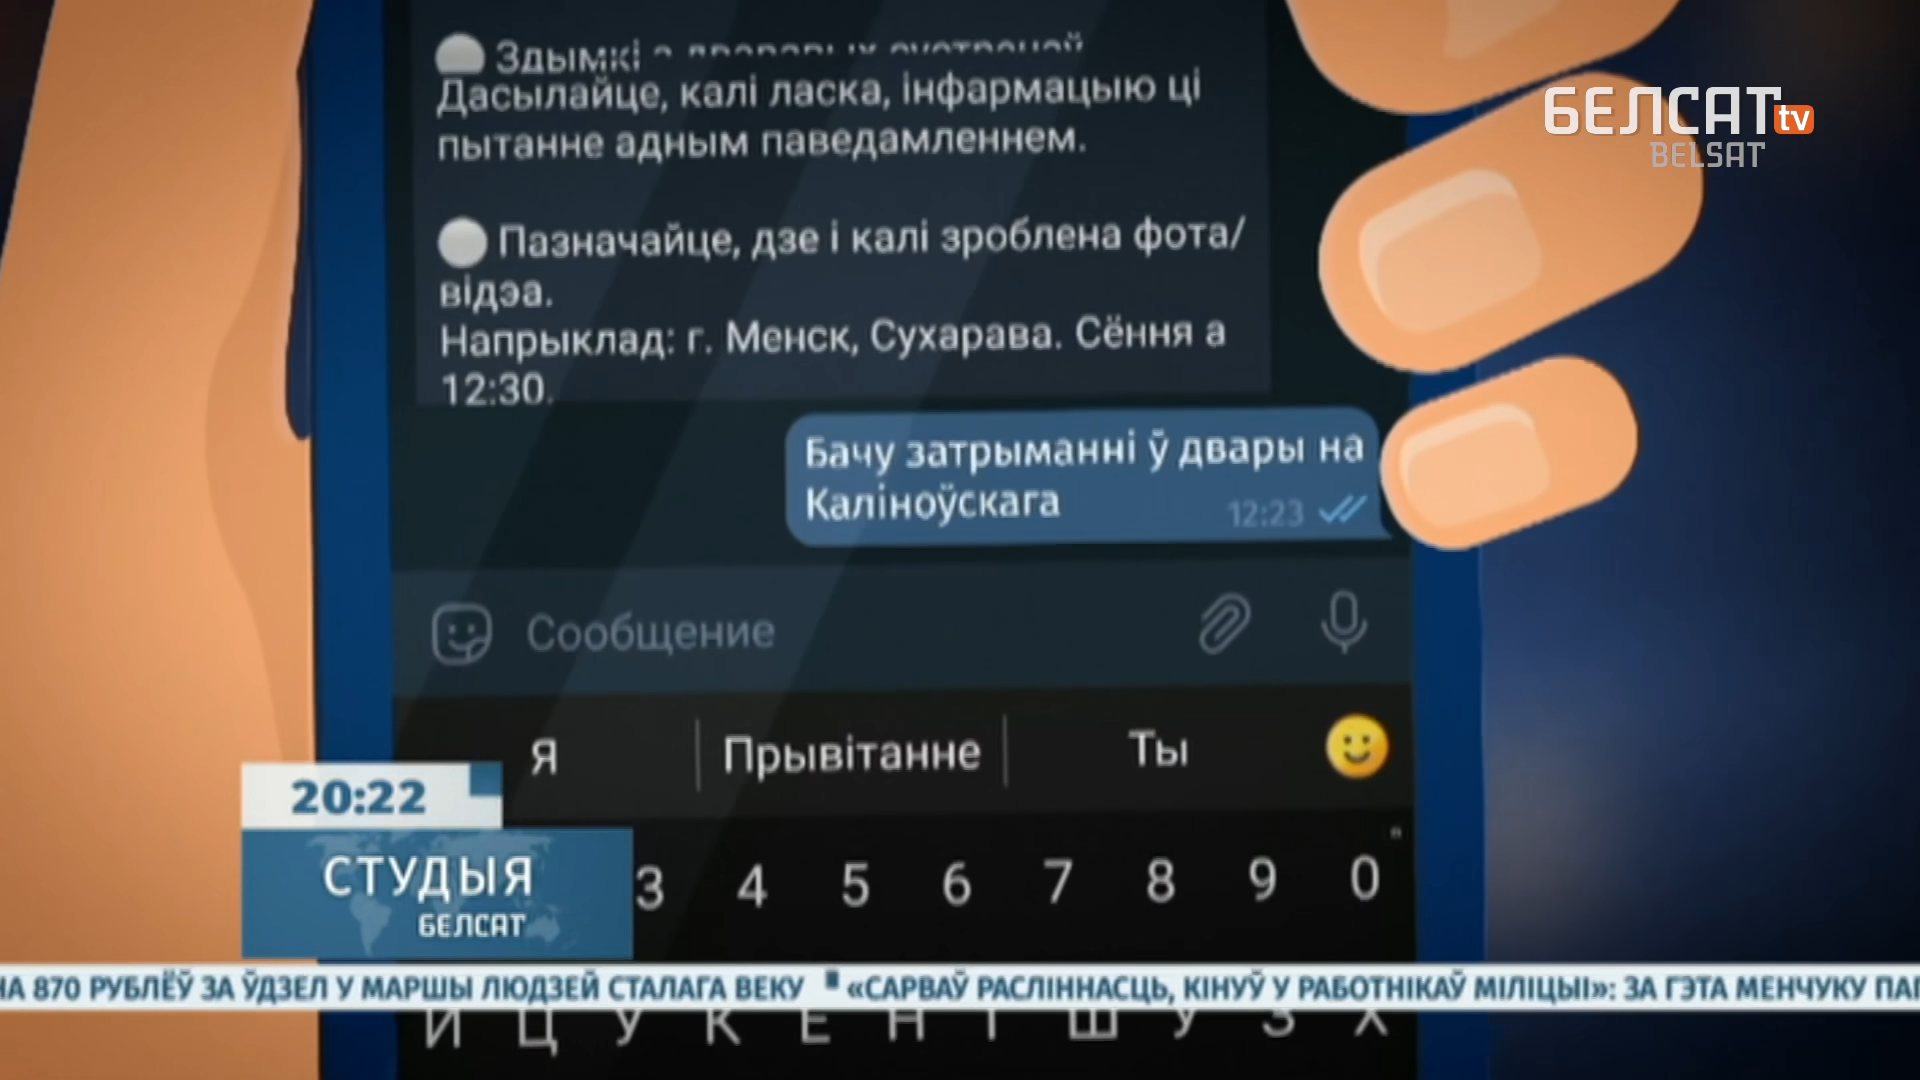 Здымкі
Дасылайце, калі ласка, інфармацыю ці
пытанне адным паведамленнем.
Пазначайце, дзе і калі зроблена фота/
відэа.
Напрыклад: г. Менск, Сухарава. Сёння а
12:30.
БЕЛСАТ tv
BELSAT
Бачу затрыманні ў двары на
Каліноўскага
12:23
Сообщение
Я Прывітанне Ты
20:22
СТУДЫЯ
БЕЛСАТ
3 4 5 6 7 8 9 0
НА 870 РУБЛЁЎ ЗА ЎДЗЕЛ У МАРШЫ ЛЮДЗЕЙ СТАЛАГА ВЕКУ «САРВАЎ РАСЛІННАСЦЬ, КІНУЎ У РАБОТНІКАЎ МІЛІЦЫІ»: ЗА ГЭТА МЕНЧУКУ
Й Ц У К Е Н Г Ш Ў З Х